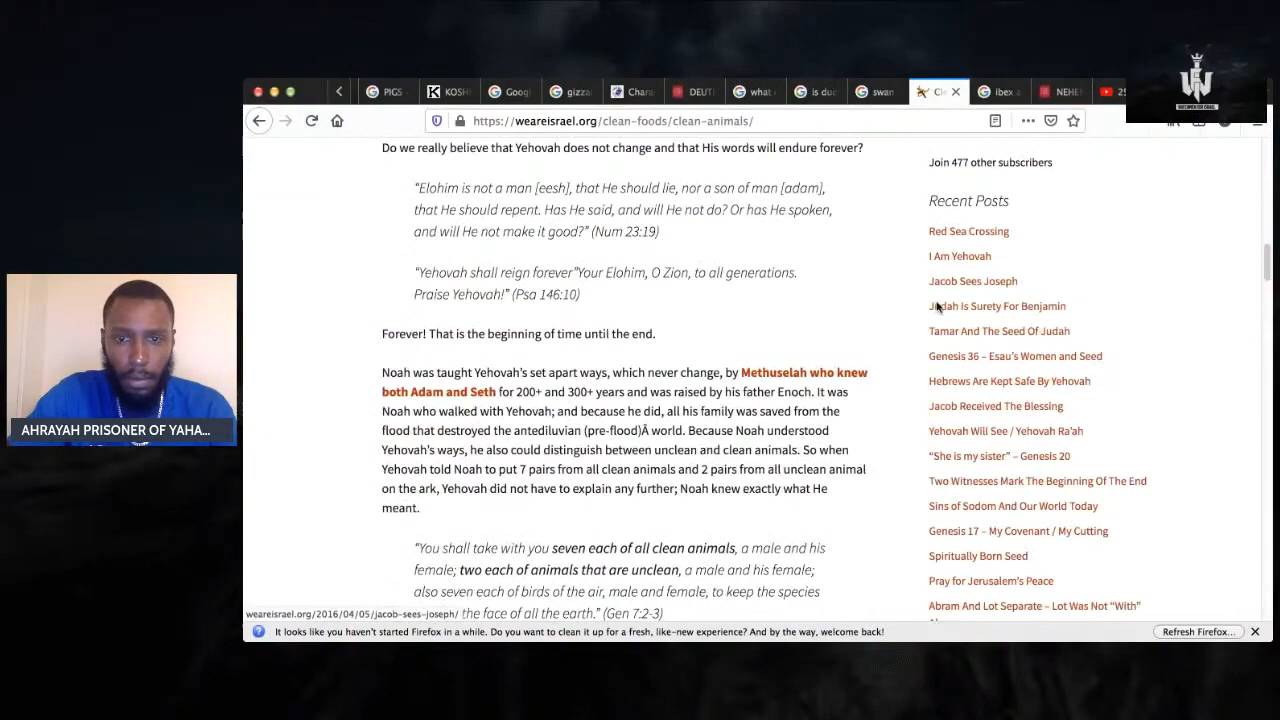 PIGS
KOSH
Googl
gizza
Chara
DEUT
what
is duc
swan
Cle
ibex a
NEHE
25
https://weareisrael.org/clean-foods/clean-animals/
Do we really believe that Yehovah does not change and that His words will endure forever?
“Elohim is not a man [eesh], that He should lie, nor a son of man [adam],
that He should repent. Has He said, and will He not do? Or has He spoken,
and will He not make it good?” (Num 23:19)
“Yehovah shall reign forever”Your Elohim, O Zion, to all generations.
Praise Yehovah!” (Psa 146:10)
Forever! That is the beginning of time until the end.
Noah was taught Yehovah’s set apart ways, which never change, by Methuselah who knew
both Adam and Seth for 200+ and 300+ years and was raised by his father Enoch. It was
Noah who walked with Yehovah; and because he did, all his family was saved from the
flood that destroyed the antediluvian (pre-flood)Â world. Because Noah understood
Yehovah’s ways, he also could distinguish between unclean and clean animals. So when
Yehovah told Noah to put 7 pairs from all clean animals and 2 pairs from all unclean animal
on the ark, Yehovah did not have to explain any further; Noah knew exactly what He
meant.
“You shall take with you seven each of all clean animals, a male and his
female; two each of animals that are unclean, a male and his female;
also seven each of birds of the air, male and female, to keep the species
the face of all the earth.” (Gen 7:2-3)
weareisrael.org/2016/04/05/jacob-sees-joseph/
Join 477 other subscribers
Recent Posts
Red Sea Crossing
I Am Yehovah
Jacob Sees Joseph
Judah Is Surety For Benjamin
Tamar And The Seed Of Judah
Genesis 36 – Esau’s Women and Seed
Hebrews Are Kept Safe By Yehovah
Jacob Received The Blessing
Yehovah Will See / Yehovah Ra’ah
“She is my sister” – Genesis 20
Two Witnesses Mark The Beginning Of The End
Sins of Sodom And Our World Today
Genesis 17 – My Covenant / My Cutting
Spiritually Born Seed
Pray for Jerusalem’s Peace
Abram And Lot Separate – Lot Was Not “With”
It looks like you haven't started Firefox in a while. Do you want to clean it up for a fresh, like-new experience? And by the way, welcome back!
Refresh Firefox...
AHRAYAH PRISONER OF YAHA...
WATCHMEN FOR ISRAEL